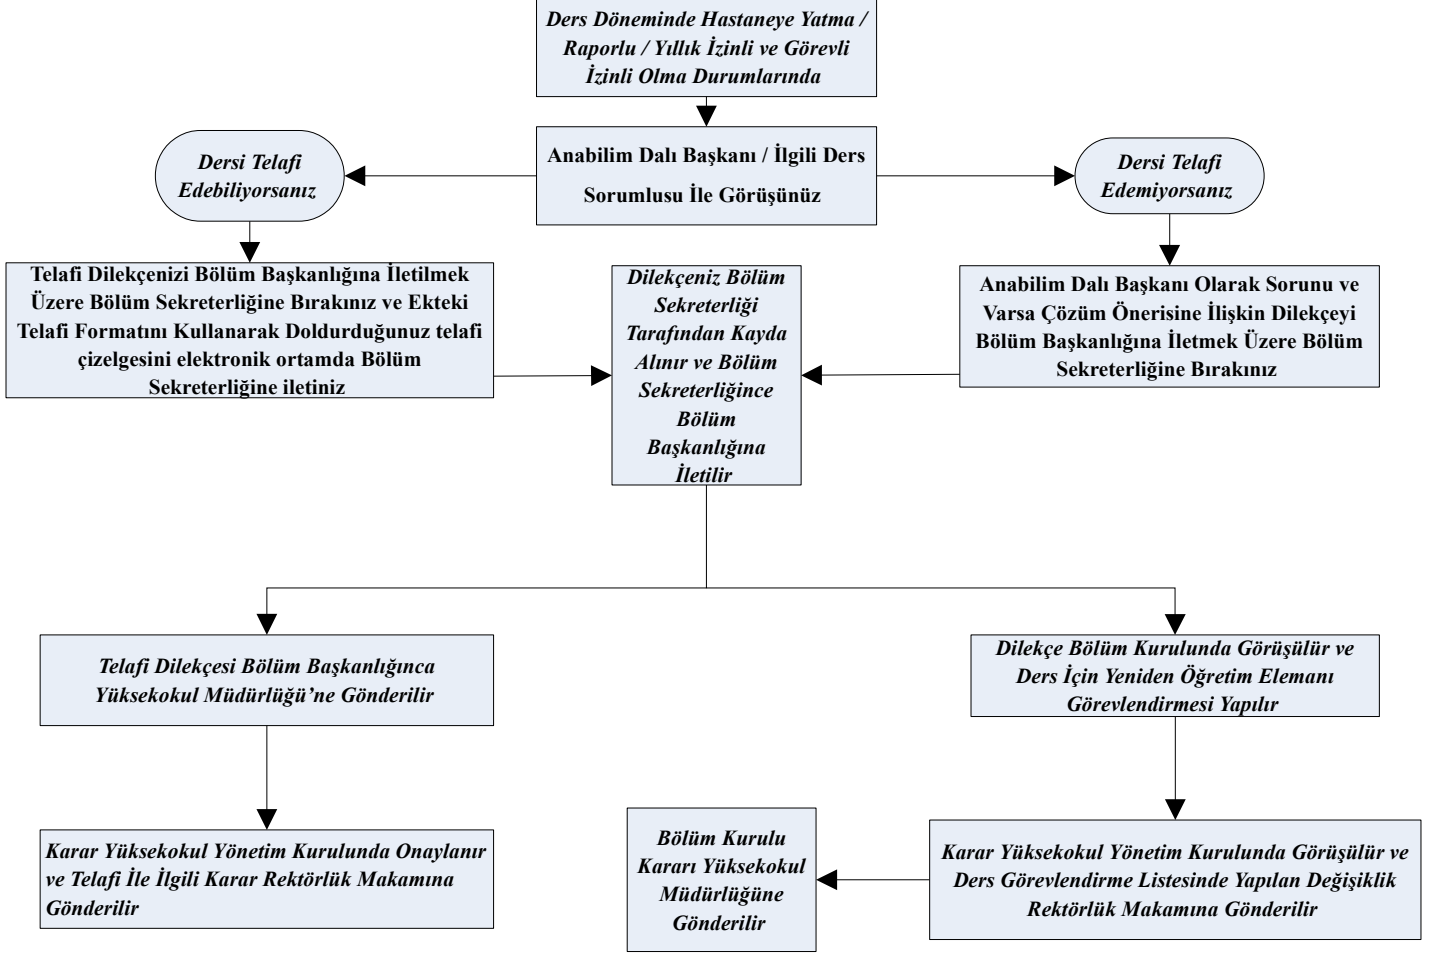 Ders Döneminde Hastaneye Yatma /
Raporlu / Yıllık İzinli ve Görevli
İzinli Olma Durumlarında
Anabilim Dalı Başkanı / İlgili Ders
Sorumlusu İle Görüşünüz
Dersi Telafi
Edebiliyorsanız
Dersi Telafi
Edemiyorsanız
Telafi Dilekçenizi Bölüm Başkanlığına İletilmek
Üzere Bölüm Sekreterliğine Bırakınız ve Ekteki
Telafi Formatını Kullanarak Doldurduğunuz telafi
çizelgesini elektronik ortamda Bölüm
Sekreterliğine iletiniz
Dilekçeniz Bölüm
Sekreterliği
Tarafından Kayda
Alınır ve Bölüm
Sekreterliğince
Bölüm
Başkanlığına
İletilir
Anabilim Dalı Başkanı Olarak Sorunu ve
Varsa Çözüm Önerisine İlişkin Dilekçeyi
Bölüm Başkanlığına İletmek Üzere Bölüm
Sekreterliğine Bırakınız
Telafi Dilekçesi Bölüm Başkanlığınca
Yüksekokul Müdürlüğü’ne Gönderilir
Dilekçe Bölüm Kurulunda Görüşülür ve
Ders İçin Yeniden Öğretim Elemanı
Görevlendirmesi Yapılır
Karar Yüksekokul Yönetim Kurulunda Onaylanır
ve Telafi İle İlgili Karar Rektörlük Makamına
Gönderilir
Bölüm Kurulu
Kararı Yüksekokul
Müdürlüğüne
Gönderilir
Karar Yüksekokul Yönetim Kurulunda Görüşülür ve
Ders Görevlendirme Listesinde Yapılan Değişiklik
Rektörlük Makamına Gönderilir